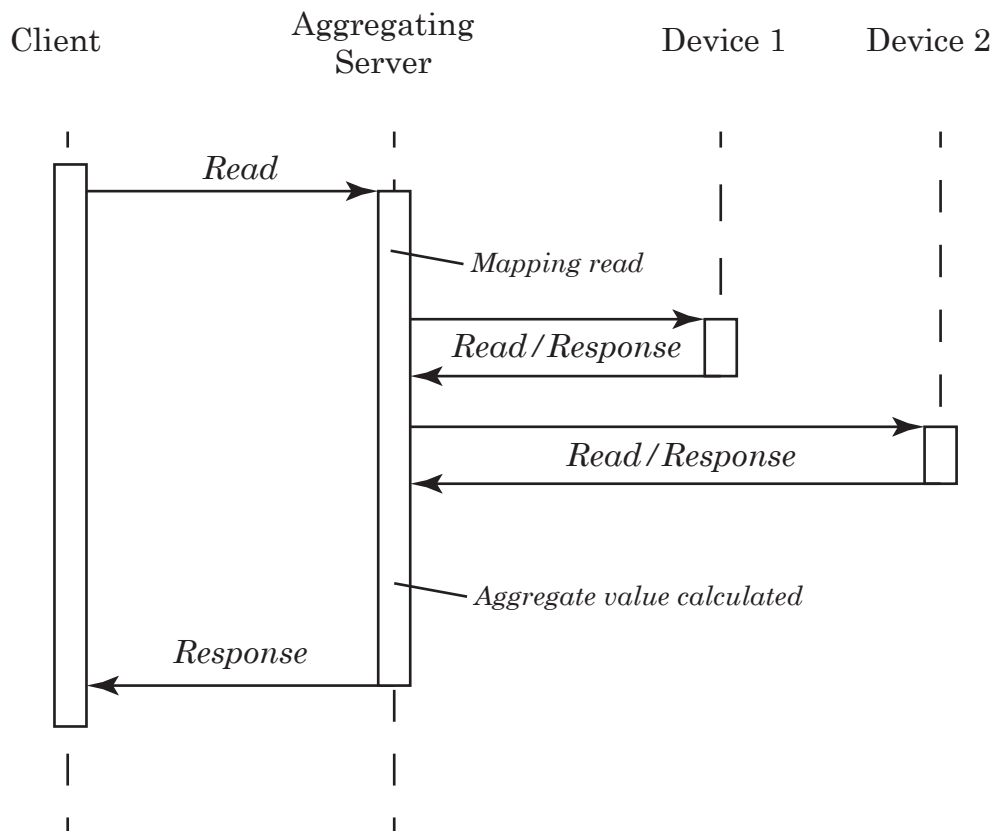 Client
Aggregating
Server
Device 1
Device 2
Read
Mapping read
Read/Response
Read/Response
Aggregate value calculated
Response